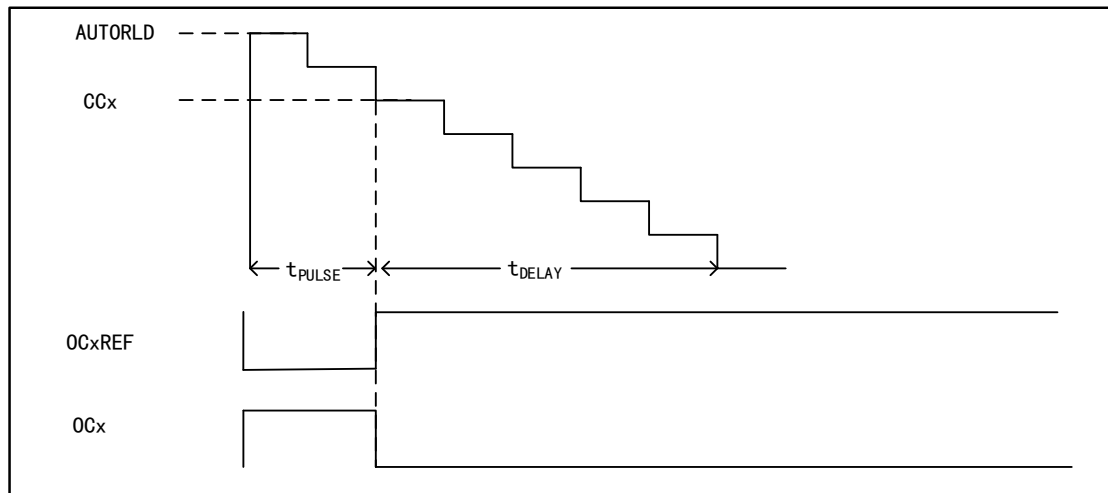 AUTORLD
CCx
tPULSE
tDELAY
OCxREF
OCx